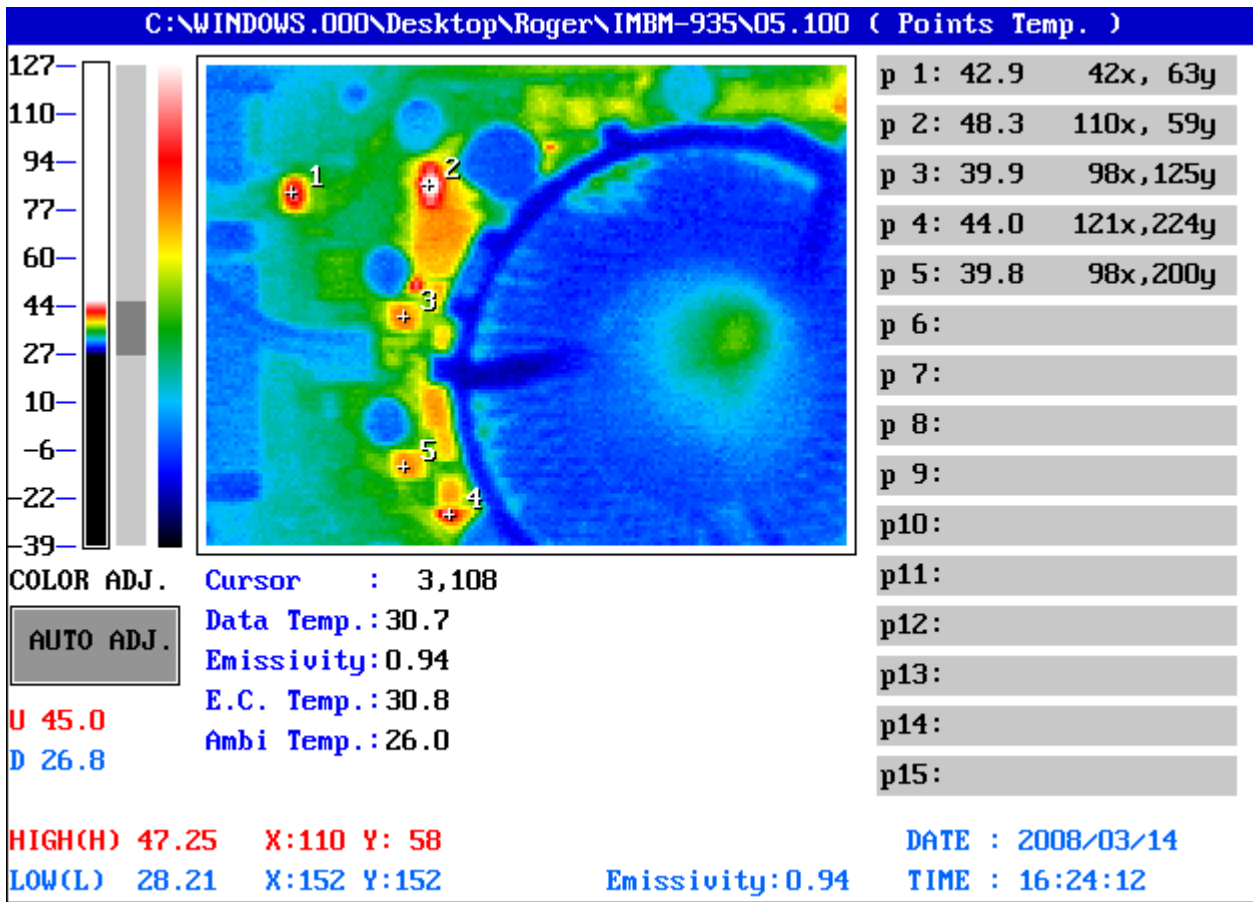 C:\WINDOWS.000\Desktop\Roger\IMBM-935\05.100 ( Points Temp. )
127
110
94
77
60
44
27
10
-6
-22
-39
COLOR ADJ.
AUTO ADJ.
U 45.0
D 26.8
1
2
3
5
4
Cursor : 3,108
Data Temp.:30.7
Emissivity:0.94
E.C. Temp.:30.8
Ambi Temp.:26.0
p 1: 42.9 42x, 63y
p 2: 48.3 110x, 59y
p 3: 39.9 98x,125y
p 4: 44.0 121x,224y
p 5: 39.8 98x,200y
p 6:
p 7:
p 8:
p 9:
p10:
p11:
p12:
p13:
p14:
p15:
HIGH(H) 47.25 X:110 Y: 58
LOW(L) 28.21 X:152 Y:152
Emissivity:0.94
DATE : 2008/03/14
TIME : 16:24:12